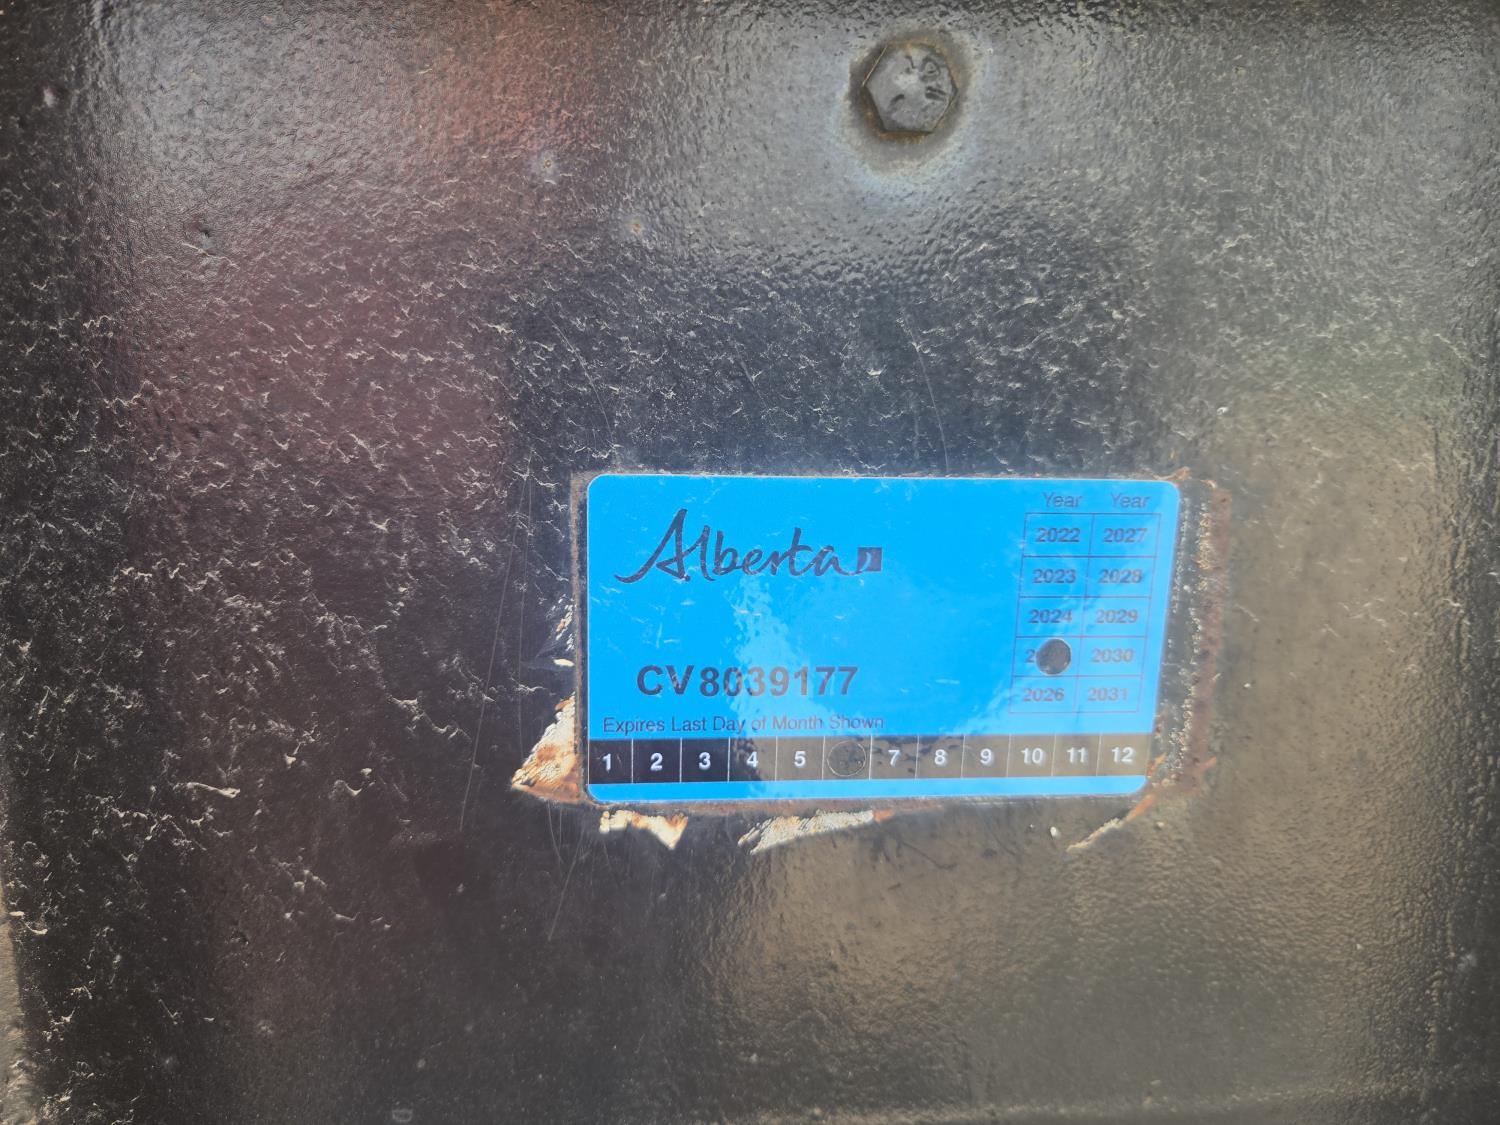 Alberta
Year Year
2022 2027
2023 2028
2024 2029
2030
2026 2031
CV8039177
Expires Last Day of Month Shown
1 2 3 4 5 7 8 9 10 11 12